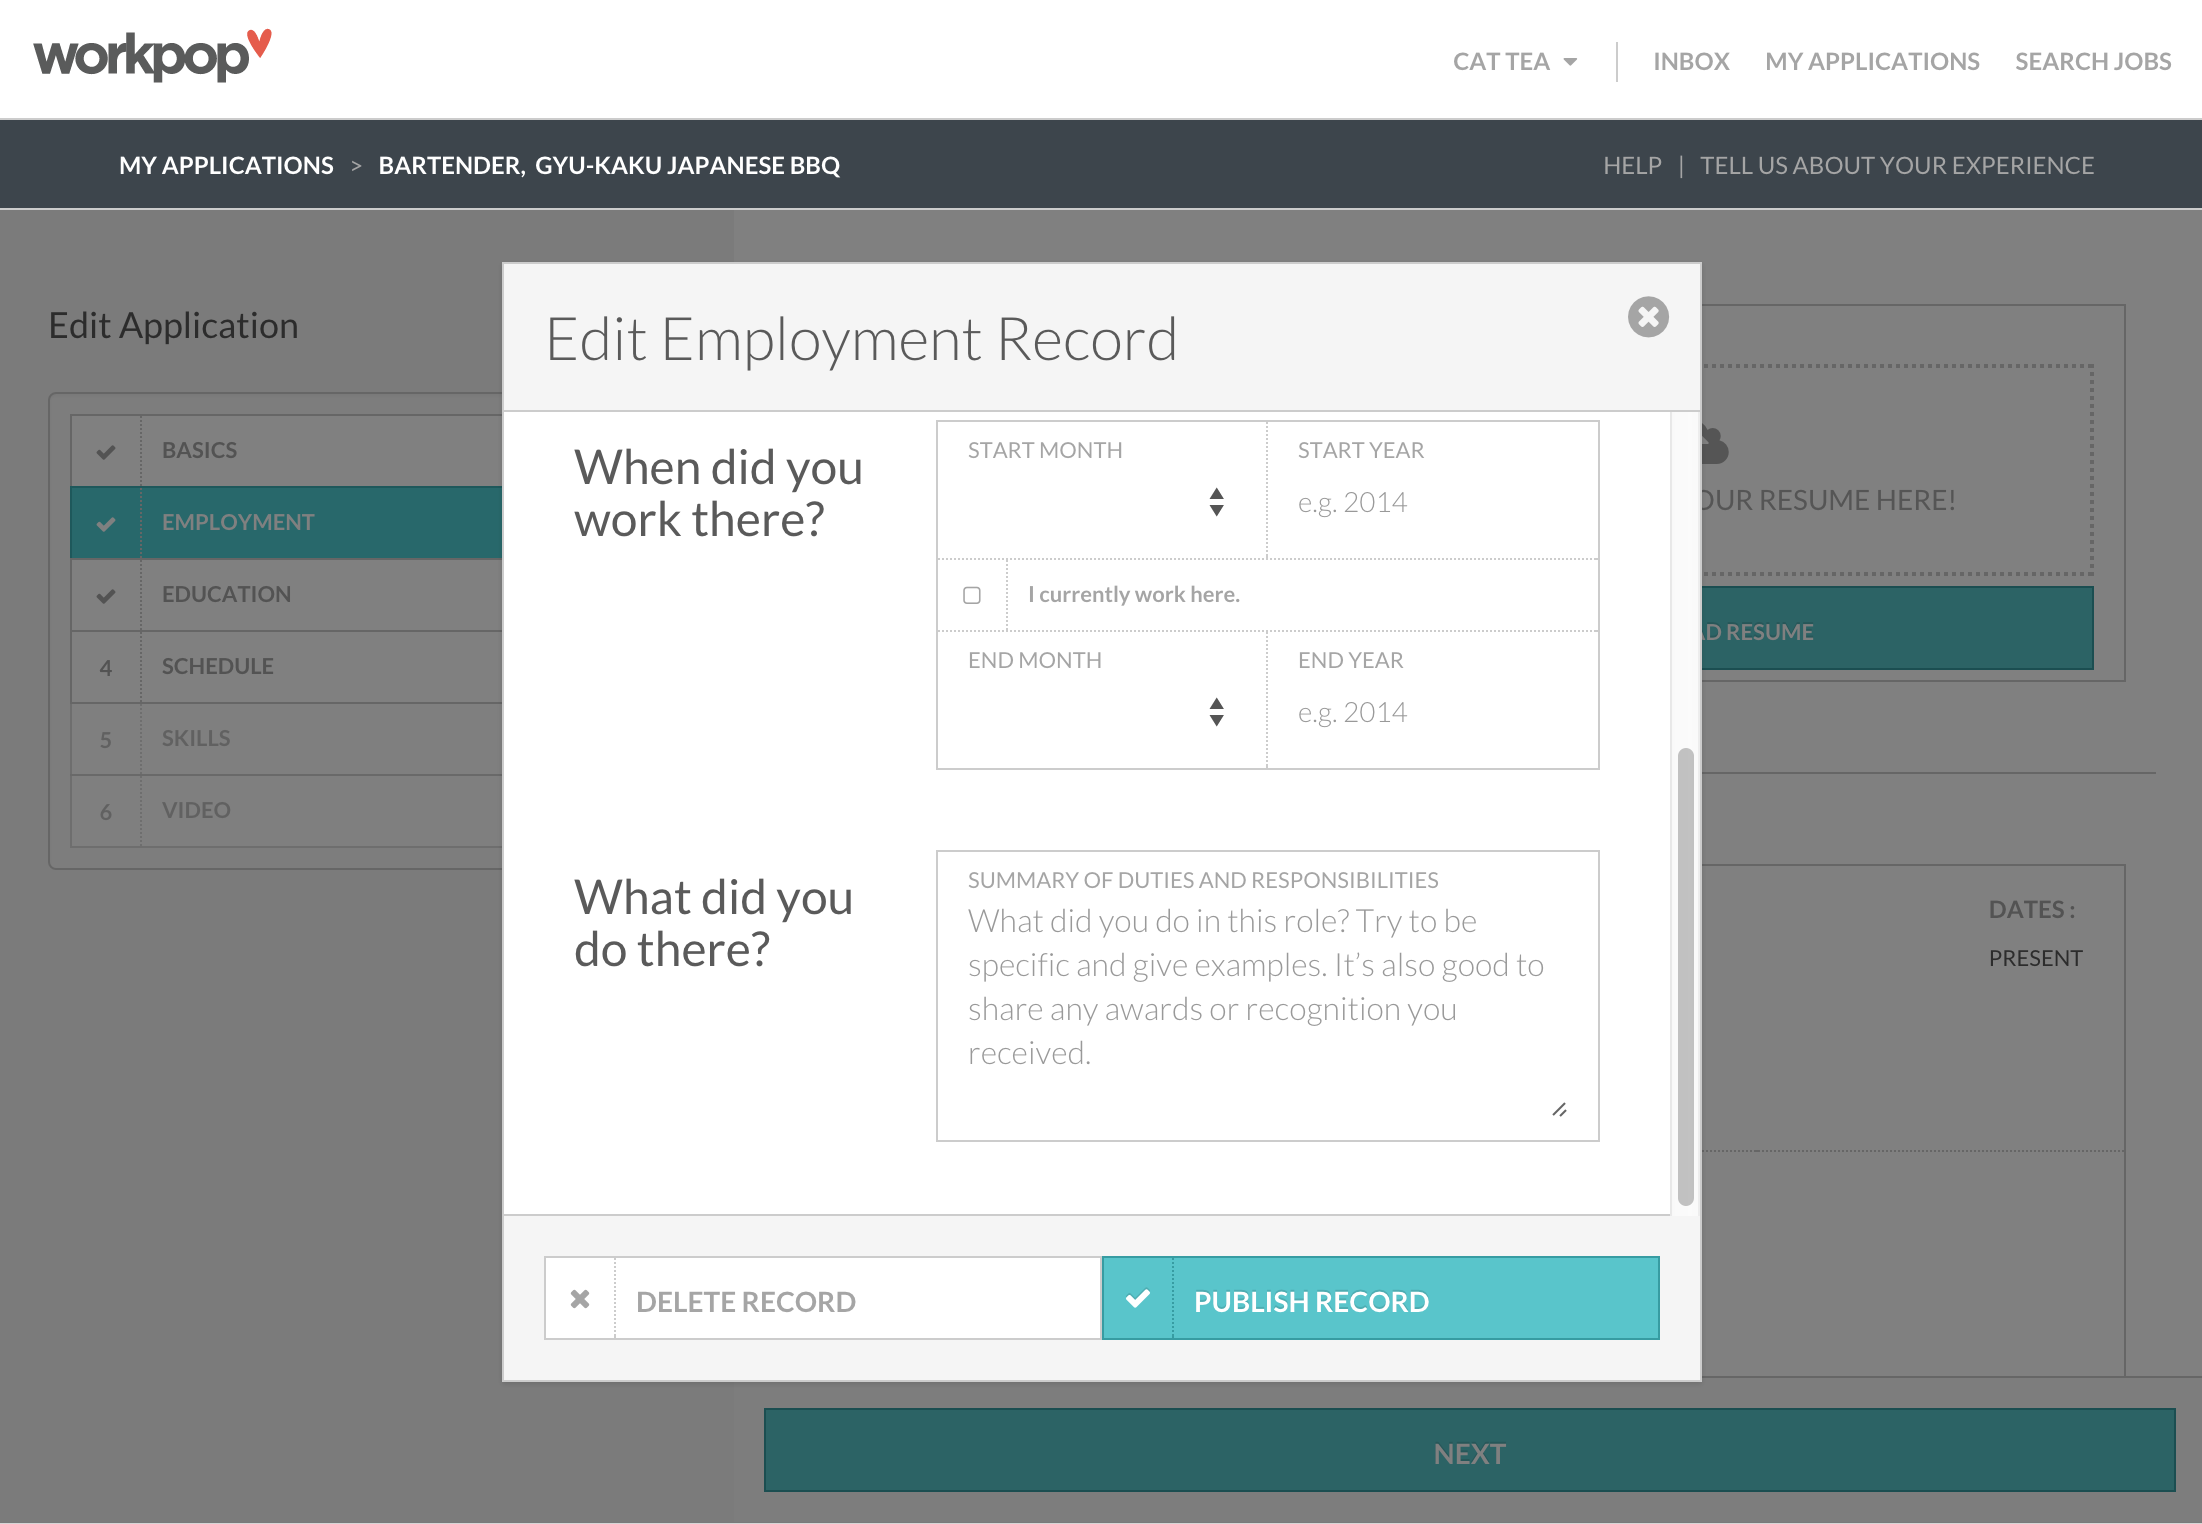 workpop
CAT TEA
INBOX
MY APPLICATIONS
SEARCH JOBS
MY APPLICATIONS > BARTENDER, GYU-KAKU JAPANESE BBQ
HELP | TELL US ABOUT YOUR EXPERIENCE
Edit Application
BASICS
EMPLOYMENT
EDUCATION
4 SCHEDULE
5 SKILLS
6 VIDEO
Edit Employment Record
When did you
work there?
START MONTH
START YEAR
e.g. 2014
I currently work here.
END MONTH
END YEAR
e.g. 2014
What did you
do there?
SUMMARY OF DUTIES AND RESPONSIBILITIES
What did you do in this role? Try to be
specific and give examples. It’s also good to
share any awards or recognition you
received.
DELETE RECORD
PUBLISH RECORD
RESUME HERE!
RESUME
DATES :
PRESENT
NEXT